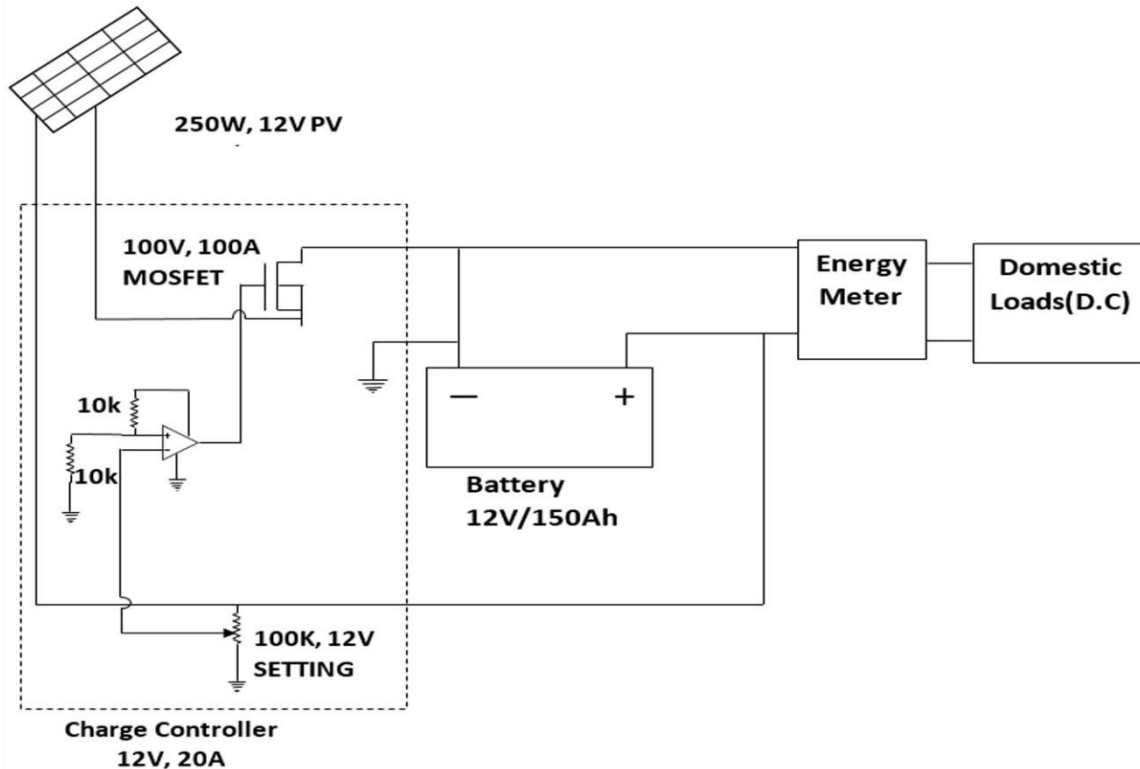 250W, 12V PV
100V, 100A
MOSFET
Energy
Meter
Domestic
Loads(D.C)
10k
+
-
10k
— +
Battery
12V/150Ah
100K, 12V
SETTING
Charge Controller
12V, 20A